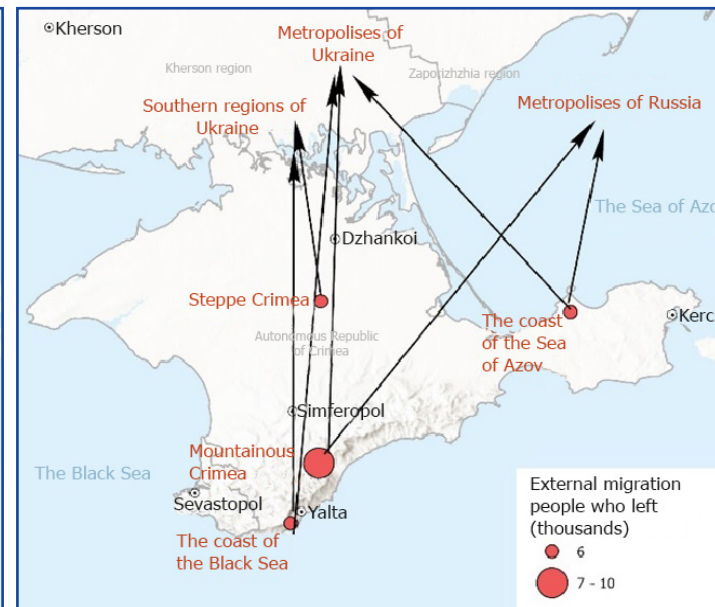 Kherson
Metropolises of
Ukraine
Kherson region
Zaporizhzhia region
Southern regions of
Ukraine
Metropolises of Russia
The Sea of Azo
Dzhankoi
Steppe Crimea
The coast
of the Sea
of Azov
Kerc
Autonomous Republic
of Crimea
Simferopol
Mountainous
Crimea
The Black Sea
Sevastopol
Yalta
The coast of
the Black Sea
External migration
people who left
(thousands)
6
7 - 10